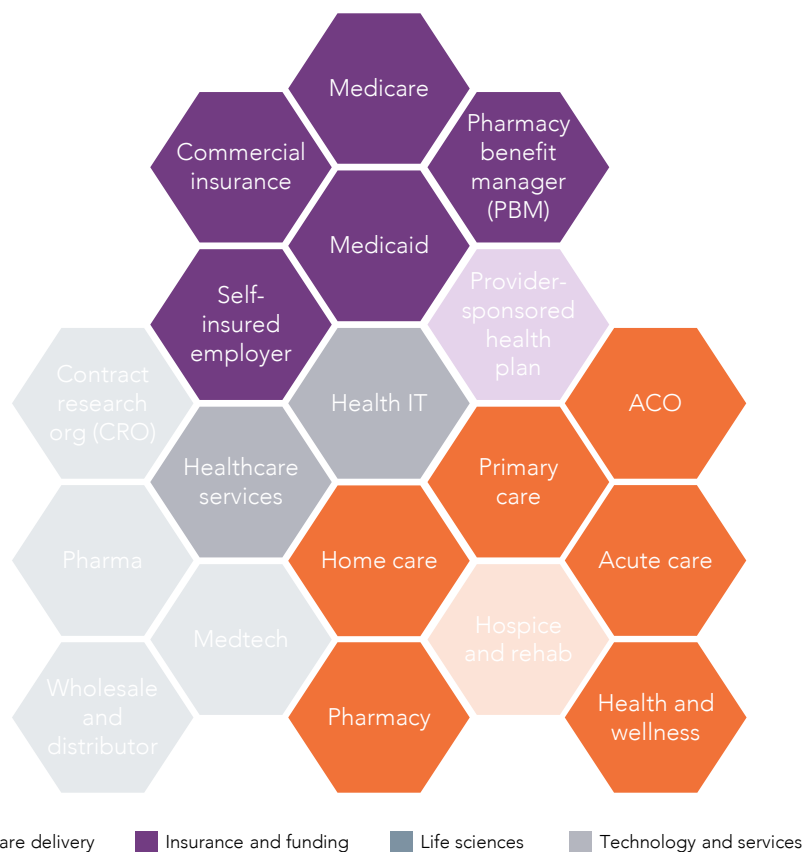 Medicare
Commercial
insurance
Pharmacy
benefit
manager
(PBM)
Medicaid
Self-
insured
employer
Provider-
sponsored
health
plan
Contract
research
org (CRO)
Health IT
ACO
Healthcare
services
Primary
care
Pharma
Home care
Acute care
Medtech
Hospice
and rehab
Wholesale
and
distributor
Pharmacy
Health and
wellness
are delivery
Insurance and funding
Life sciences
Technology and services